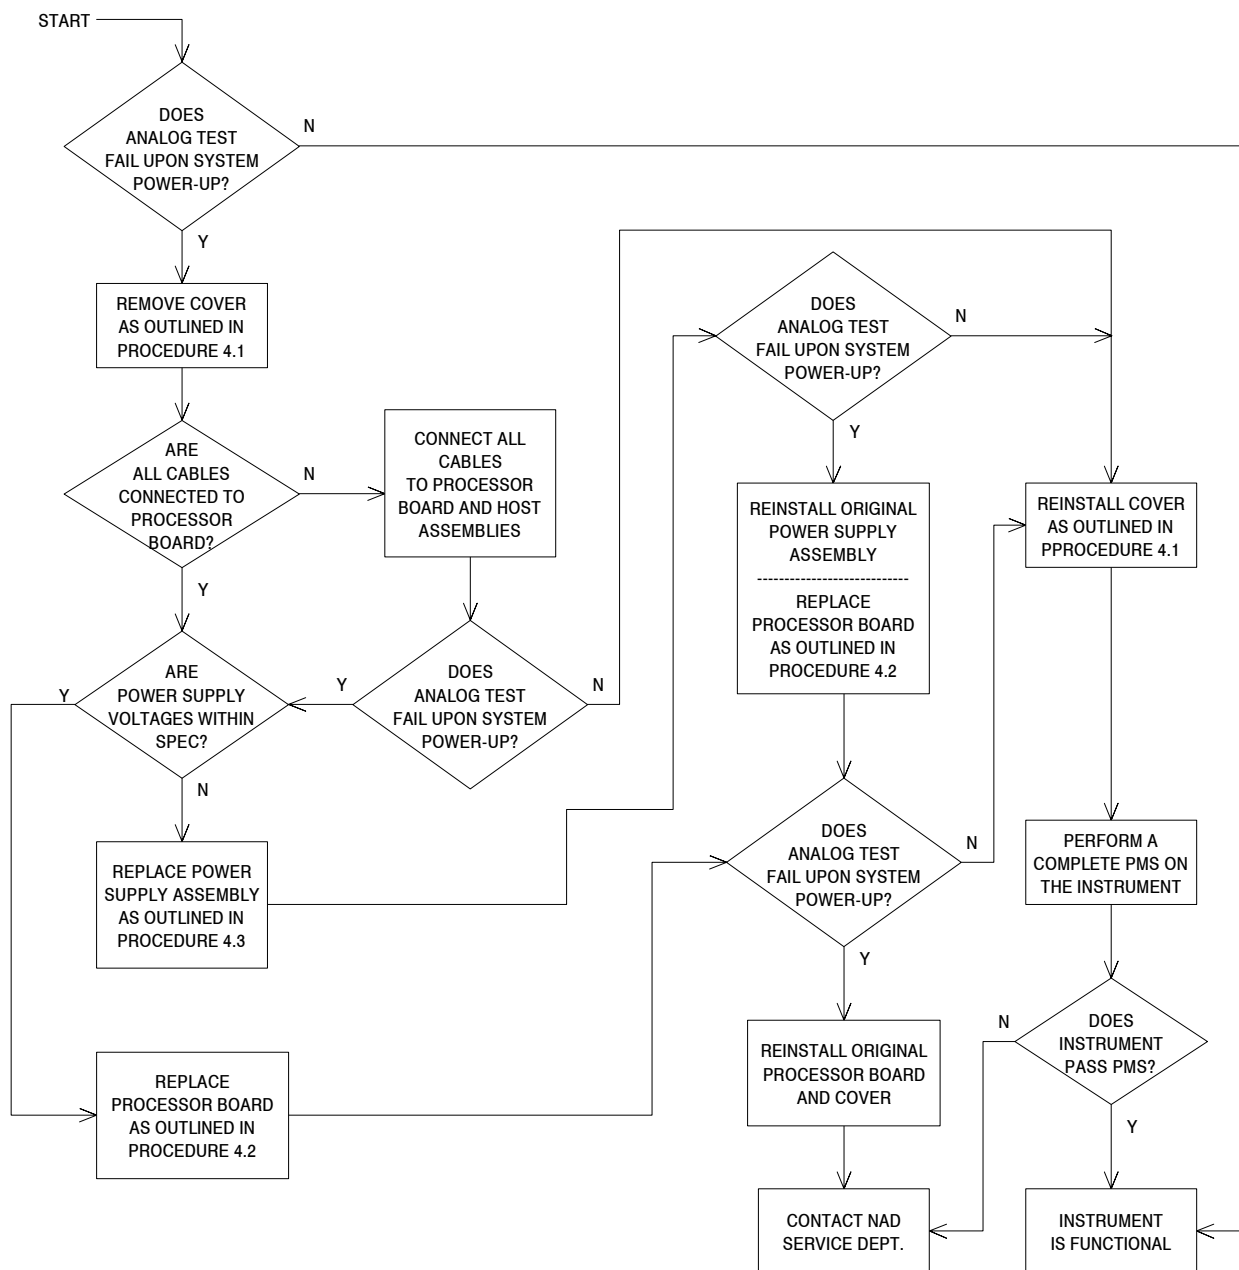 START
DOES
ANALOG TEST
FAIL UPON SYSTEM
POWER-UP?
N
Y
REMOVE COVER
AS OUTLINED IN
PROCEDURE 4.1
ARE
ALL CABLES
CONNECTED TO
PROCESSOR
BOARD?
N
Y
CONNECT ALL
CABLES
TO PROCESSOR
BOARD AND HOST
ASSEMBLIES
DOES
ANALOG TEST
FAIL UPON SYSTEM
POWER-UP?
Y
N
ARE
POWER SUPPLY
VOLTAGES WITHIN
SPEC?
Y
N
REPLACE POWER
SUPPLY ASSEMBLY
AS OUTLINED IN
PROCEDURE 4.3
REPLACE
PROCESSOR BOARD
AS OUTLINED IN
PROCEDURE 4.2
DOES
ANALOG TEST
FAIL UPON SYSTEM
POWER-UP?
N
Y
REINSTALL ORIGINAL
POWER SUPPLY
ASSEMBLY
----------------------------
REPLACE
PROCESSOR BOARD
AS OUTLINED IN
PROCEDURE 4.2
DOES
ANALOG TEST
FAIL UPON SYSTEM
POWER-UP?
N
Y
REINSTALL ORIGINAL
PROCESSOR BOARD
AND COVER
CONTACT NAD
SERVICE DEPT.
REINSTALL COVER
AS OUTLINED IN
PPROCEDURE 4.1
PERFORM A
COMPLETE PMS ON
THE INSTRUMENT
DOES
INSTRUMENT
PASS PMS?
N
Y
INSTRUMENT
IS FUNCTIONAL